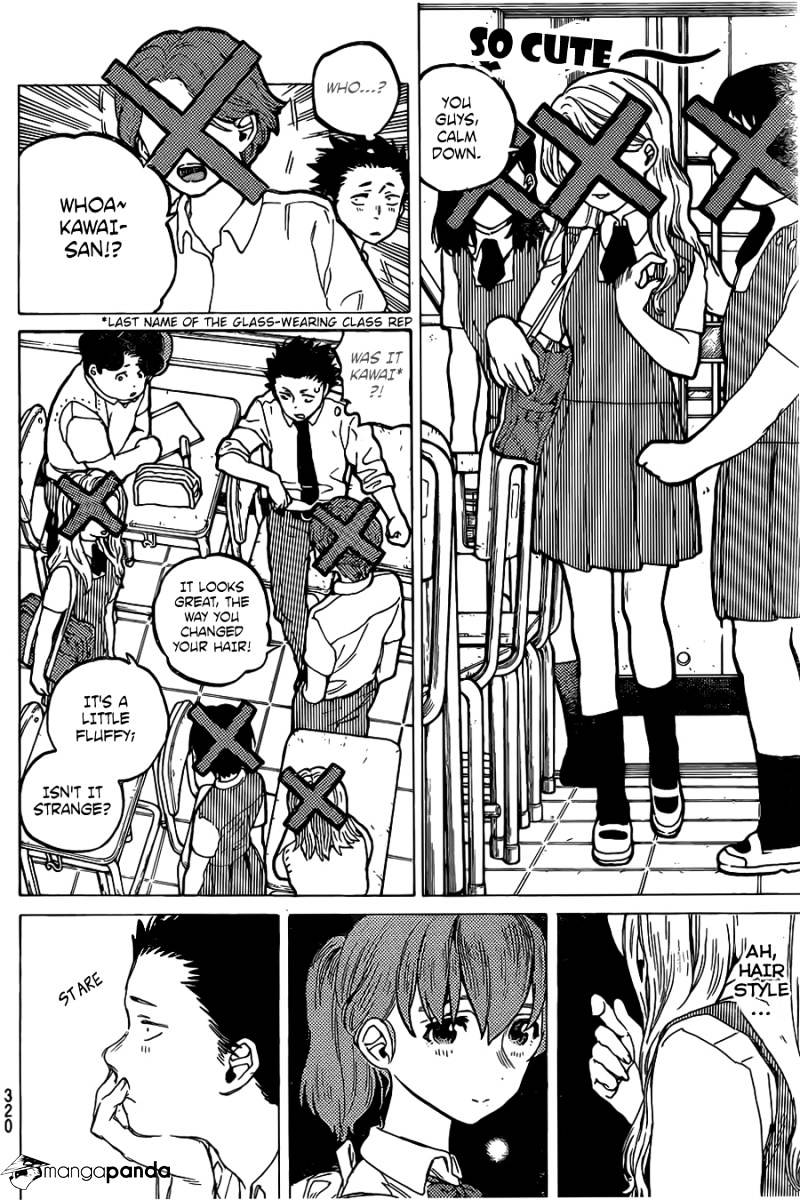 SO CUTE
YOU
GUYS,
CALM
DOWN.
WHO...?
WHOA~
KAWAI-
SAN!?
*LAST NAME OF THE GLASS-WEARING CLASS REP
WAS IT
KAWAI*
?!
IT LOOKS
GREAT, THE
WAY YOU
CHANGED
YOUR HAIR!
IT'S A
LITTLE
FLUFFY;
ISN'T IT
STRANGE?
AH,
HAIR
STYLE
...
STARE
320
mangapanda